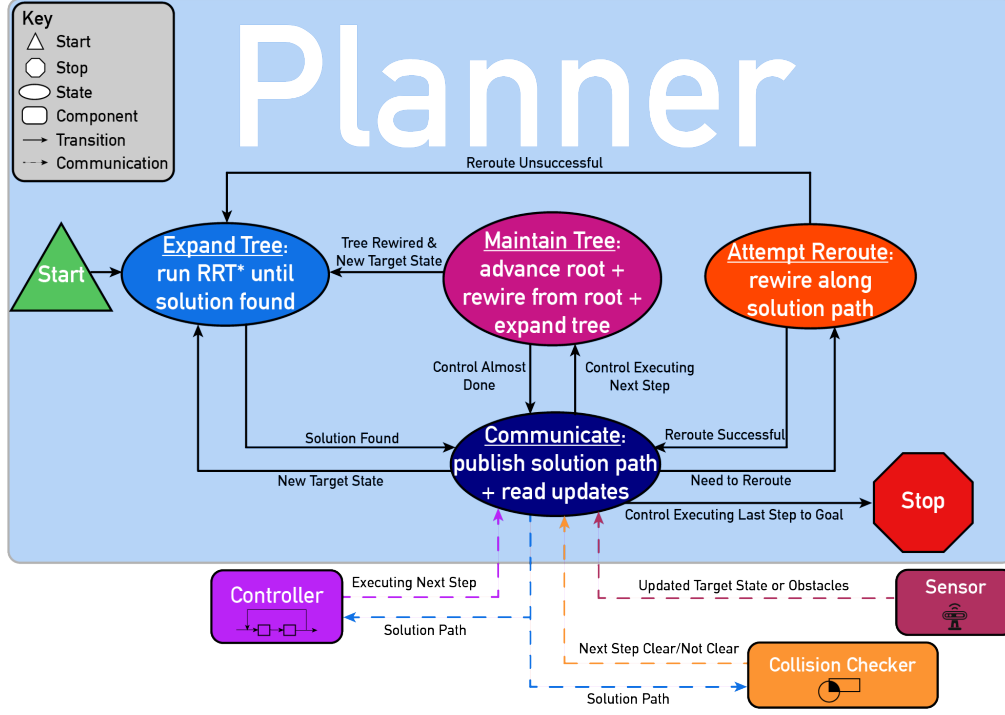 Key
Start
Stop
State
Component
Transition
Communication
Planner
Reroute Unsuccessful
Start
Expand Tree:
run RRT* until
solution found
Tree Rewired &
New Target State
Maintain Tree:
advance root +
rewire from root +
expand tree
Attempt Reroute:
rewire along
solution path
Control Almost
Done
Control Executing
Next Step
Solution Found
New Target State
Communicate:
publish solution path
+ read updates
Reroute Successful
Need to Reroute
Control Executing Last Step to Goal
Stop
Controller
Executing Next Step
Solution Path
Updated Target State or Obstacles
Sensor
Next Step Clear/Not Clear
Solution Path
Collision Checker